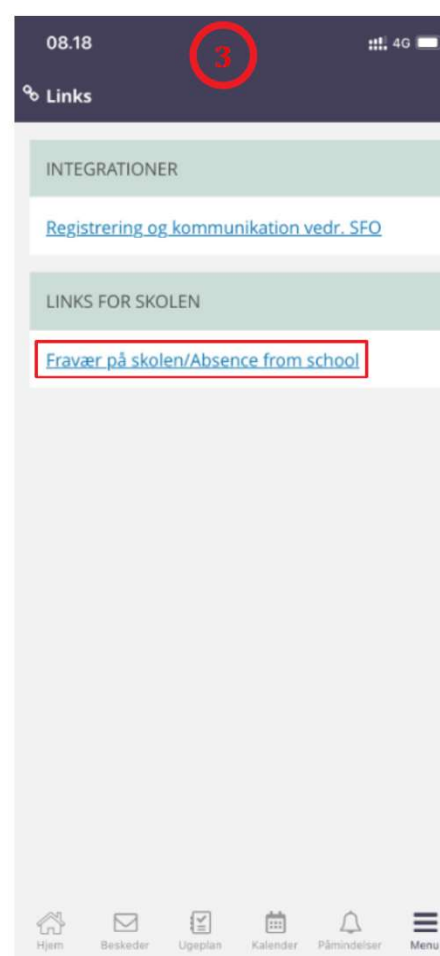 08.18
3
4G
Links
INTEGRATIONER
Registrering og kommunikation vedr. SFO
LINKS FOR SKOLEN
Fravær på skolen/Absence from school
Hjem Beskeder Ugeplan Kalender Påmindelser Menu